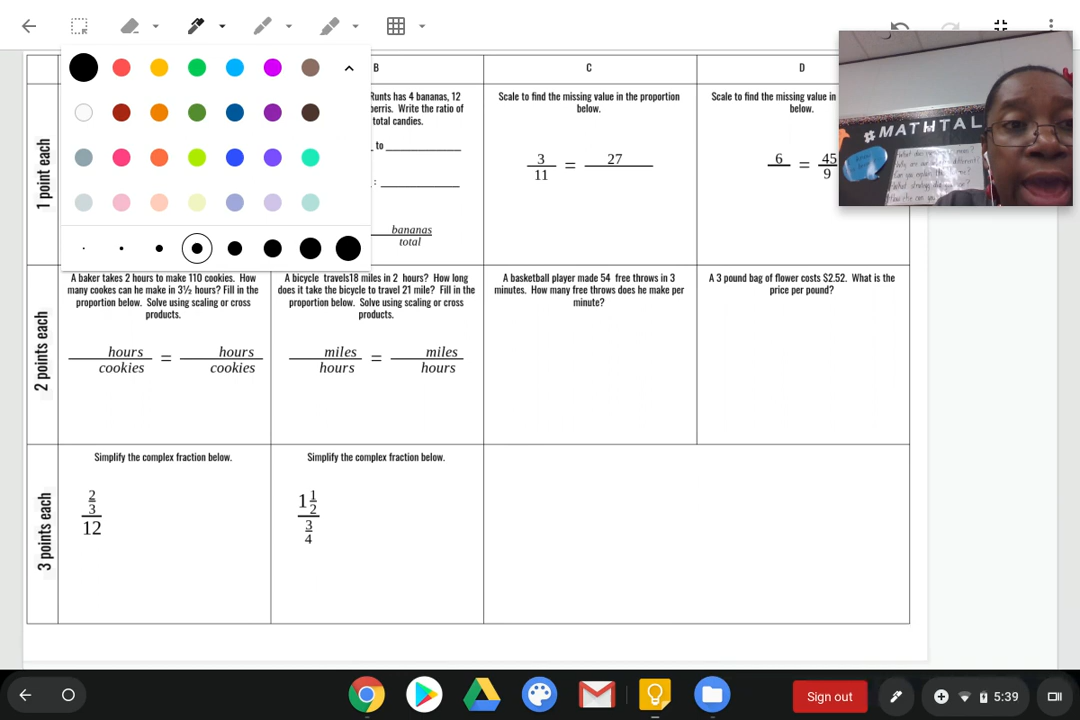 B
C
D
1 point each
Runts has 4 bananas, 12
berris. Write the ratio of
total candies.
to
:
bananas
total
Scale to find the missing value in the proportion
below.
3
11
=
27
Scale to find the missing value in
below.
6
=
45
9
#MATHTAL
2 points each
A baker takes 2 hours to make 110 cookies. How
many cookes can he make in 3½ hours? Fill in the
proportion below. Solve using scaling or cross
products.
hours
cookies
=
hours
cookies
A bicycle travels18 miles in 2 hours? How long
does it take the bicycle to travel 21 mile? Fill in the
proportion below. Solve using scaling or cross
products.
miles
hours
=
miles
hours
A basketball player made 54 free throws in 3
minutes. How many free throws does he make per
minute?
A 3 pound bag of flower costs $2.52. What is the
price per pound?
3 points each
Simplify the complex fraction below.
2
3
12
Simplify the complex fraction below.
1 1
2
3
4
Sign out
5:39